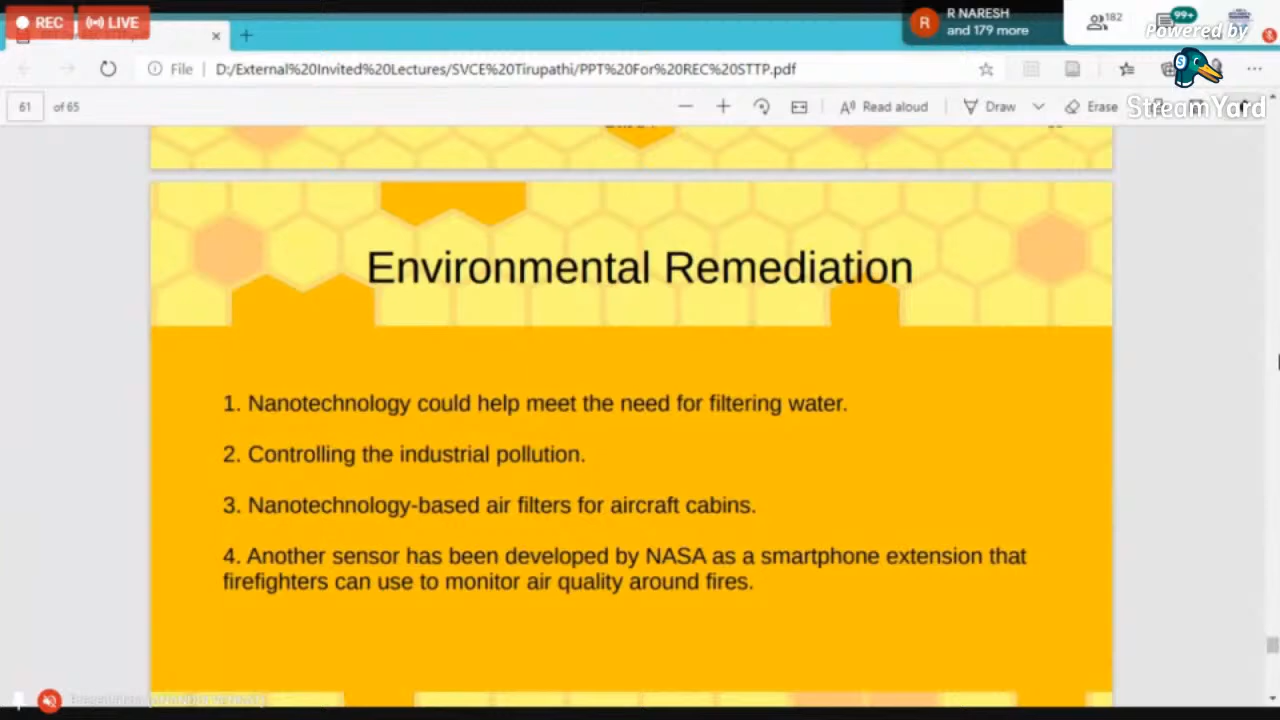 REC
LIVE
R NARESH
and 179 more
182
99+
Powered by
File
D:/External%20Invited%20Lectures/SVCE%20Tirupathi/PPT%20For%20REC%20STTP.pdf
61
of 65
Read aloud
Draw
Erase
StreamYard
Environmental Remediation
1. Nanotechnology could help meet the need for filtering water.
2. Controlling the industrial pollution.
3. Nanotechnology-based air filters for aircraft cabins.
4. Another sensor has been developed by NASA as a smartphone extension that
firefighters can use to monitor air quality around fires.